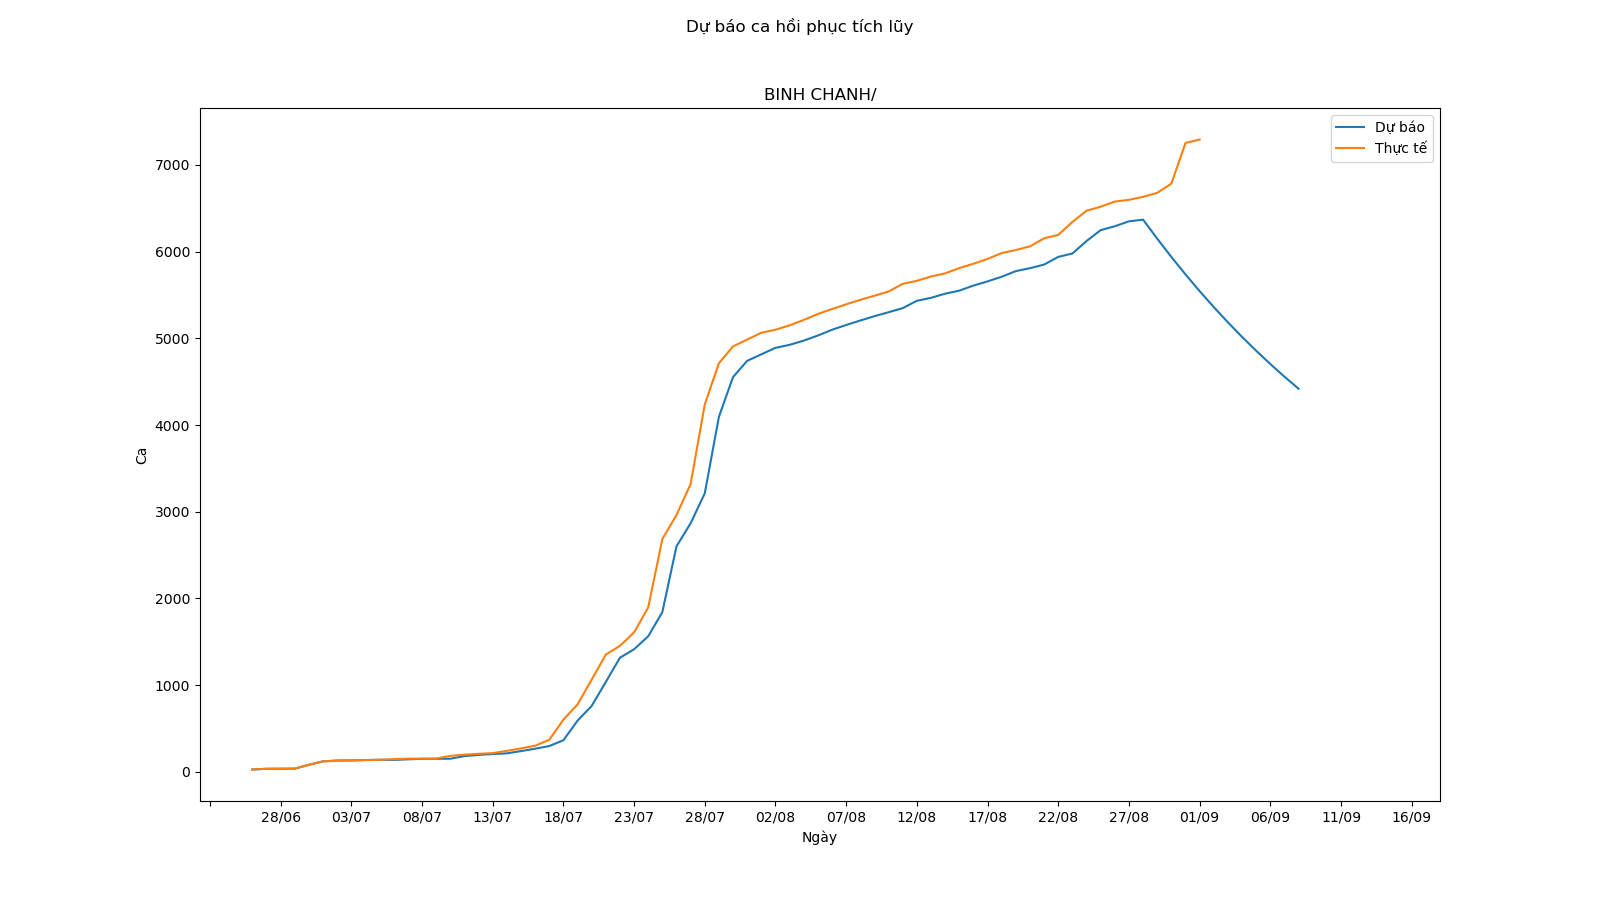 Dự báo ca hồi phục tích lũy
BINH CHANH/
Dự báo
Thực tế
7000
6000
5000
4000
3000
2000
1000
0
Ca
28/06 03/07 08/07 13/07 18/07 23/07 28/07 02/08 07/08 12/08 17/08 22/08 27/08 01/09 06/09 11/09 16/09
Ngày